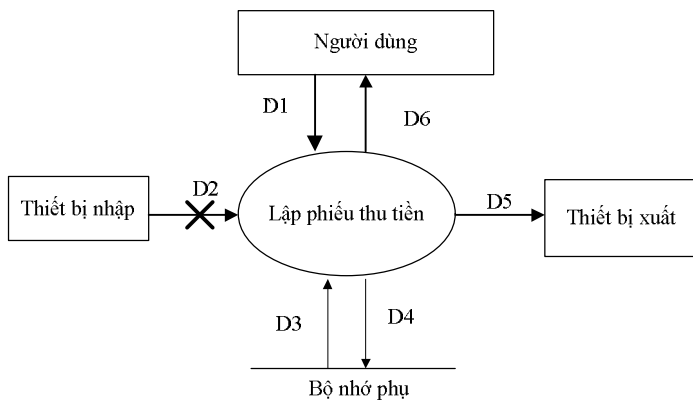 Người dùng
D1
D6
D2
Thiết bị nhập
Lập phiếu thu tiền
D5
Thiết bị xuất
D3
D4
Bộ nhớ phụ